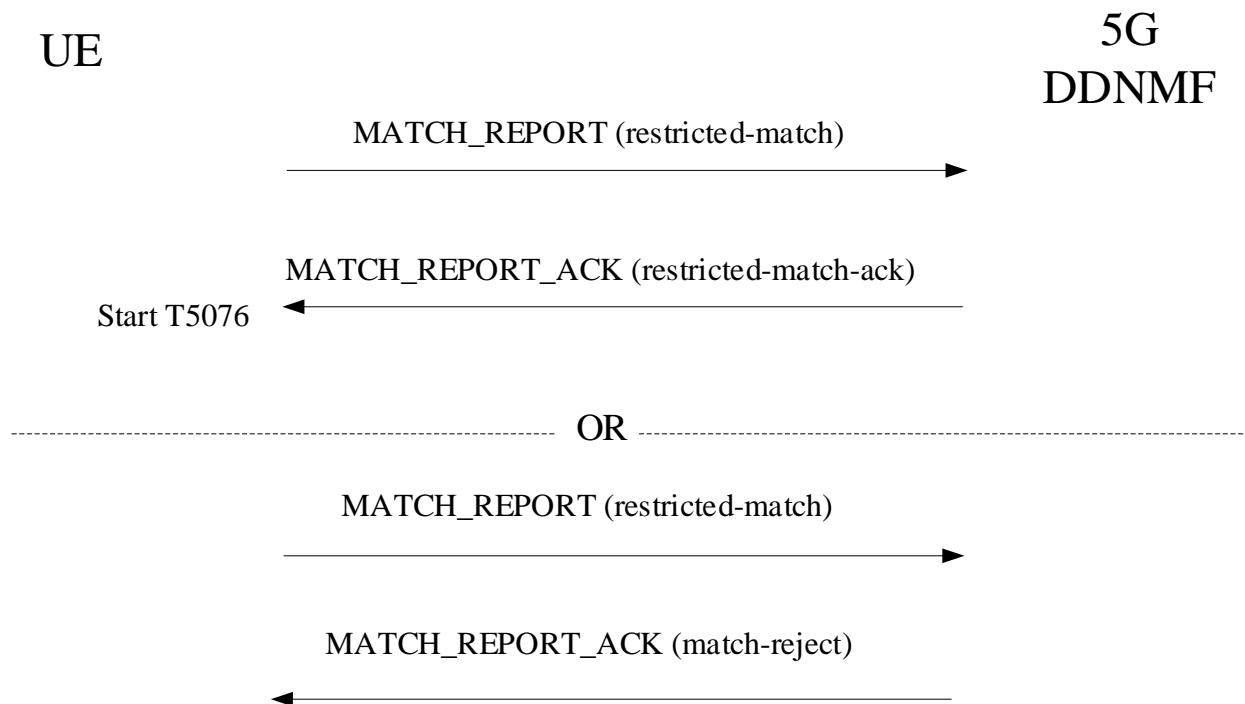 UE
5G
DDNMF
MATCH_REPORT (restricted-match)
MATCH_REPORT_ACK (restricted-match-ack)
Start T5076
OR
MATCH_REPORT (restricted-match)
MATCH_REPORT_ACK (match-reject)